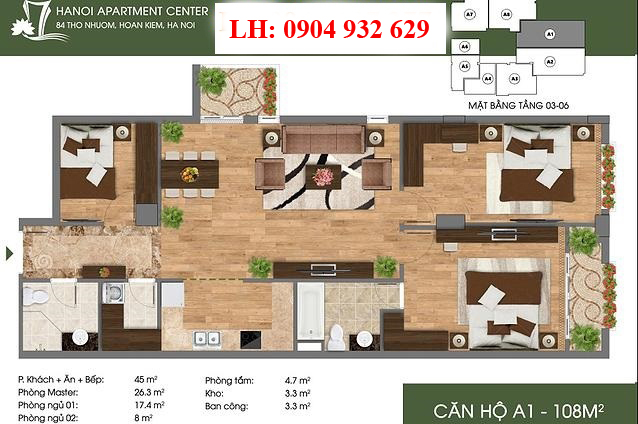 HANOI APARTMENT CENTER
84 THO NHUOM, HOAN KIEM, HA NOI
LH: 0904 932 629
A7
A8
A1
A6
A2
A5
A4
A3
MẶT BẰNG TẦNG 03-06
P. Khách + Ăn + Bếp: 45 m²
Phòng Master: 26.3 m²
Phòng ngủ 01: 17.4 m²
Phòng ngủ 02: 8 m²
Phòng tắm: 4.7 m²
Kho: 3.3 m²
Ban công: 3.3 m²
CĂN HỘ A1 - 108M²